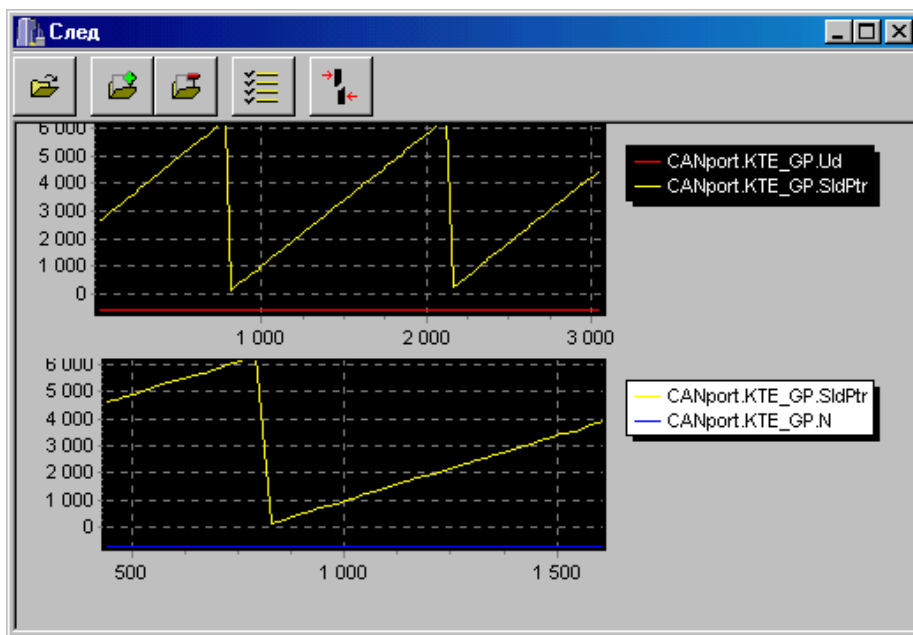 След
6 000
5 000
4 000
3 000
2 000
1 000
0
1 000 2 000 3 000
CANport.KTE_GP.Ud
CANport.KTE_GP.SldPtr
6 000
5 000
4 000
3 000
2 000
1 000
0
500 1 000 1 500
CANport.KTE_GP.SldPtr
CANport.KTE_GP.N